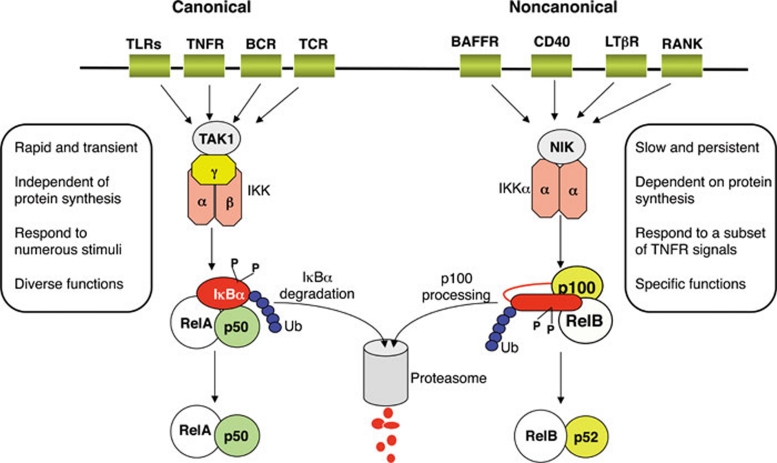 Canonical
Noncanonical
TLRs TNFR BCR TCR
BAFFR CD40 LTβR RANK
Rapid and transient
Independent of
protein synthesis
Respond to
numerous stimuli
Diverse functions
TAK1
γ
α β
IKK
NIK
IKKα
α α
Slow and persistent
Dependent on protein
synthesis
Respond to a subset
of TNFR signals
Specific functions
P P
IκBα
RelA p50
Ub
IκBα
degradation
p100
processing
p100
RelB
P P
Ub
Proteasome
RelA p50
RelB p52